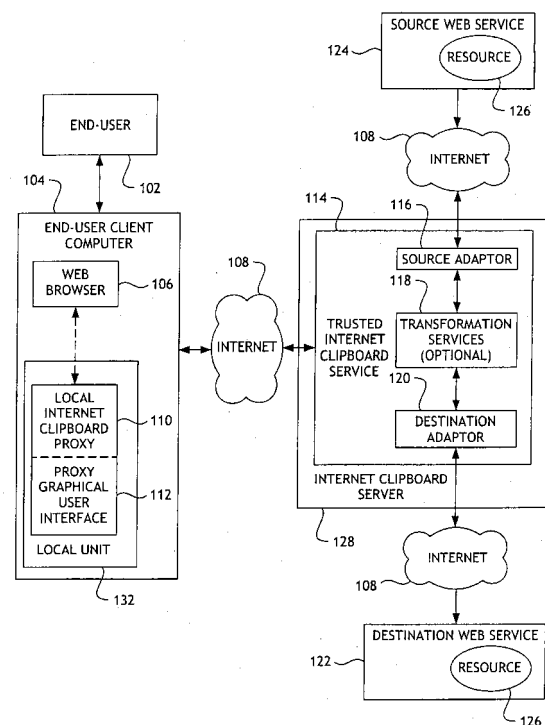 SOURCE WEB SERVICE
124
RESOURCE
126
END-USER
102
108
INTERNET
104
END-USER CLIENT
COMPUTER
WEB
BROWSER
106
108
INTERNET
114
116
SOURCE ADAPTOR
118
TRANSFORMATION
SERVICES
(OPTIONAL)
TRUSTED
INTERNET
CLIPBOARD
SERVICE
120
DESTINATION
ADAPTOR
INTERNET CLIPBOARD
SERVER
128
LOCAL
INTERNET
CLIPBOARD
PROXY
110
PROXY
GRAPHICAL
USER
INTERFACE
112
LOCAL UNIT
132
INTERNET
108
DESTINATION WEB SERVICE
122
RESOURCE
126